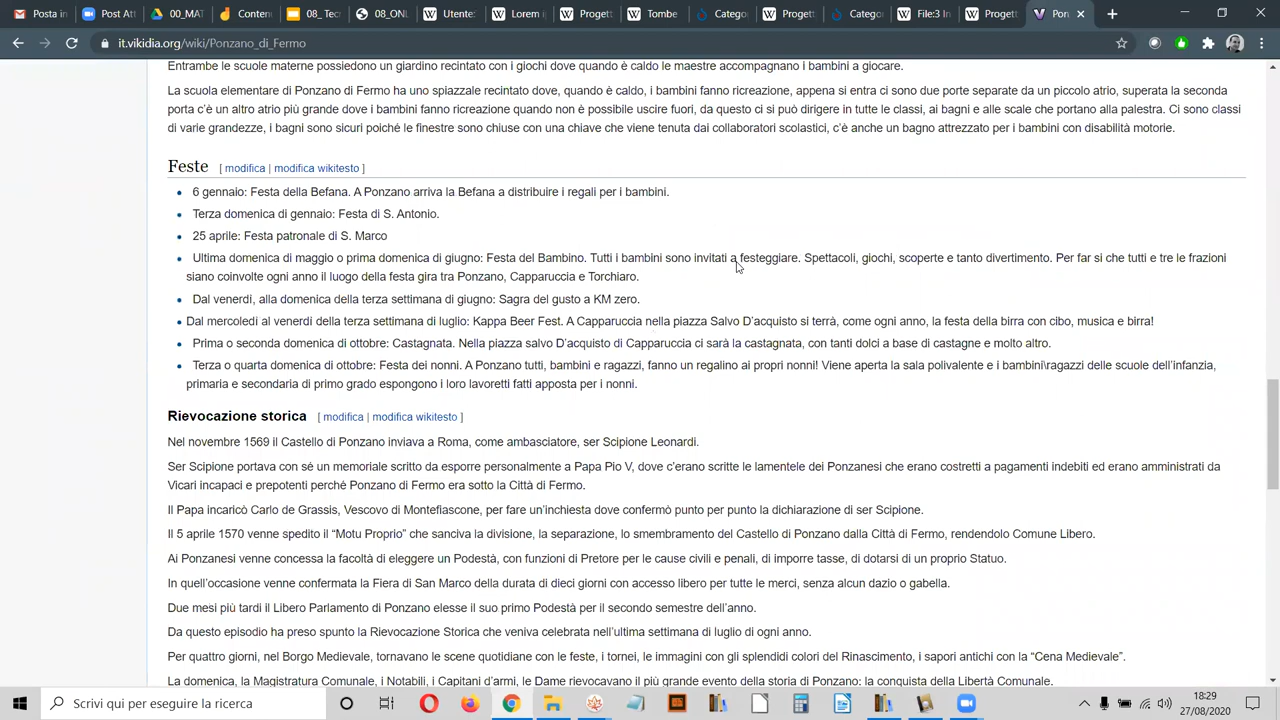 Posta in
Post Att
00_MAT
Conten
08_Tec
08_ONL
Utente:
Lorem i
Progett
Tombe
Catego
Progett
Catego
File:3 In
Progett
Pon
it.vikidia.org/wiki/Ponzano_di_Fermo
Entrambe le scuole materne possiedono un giardino recintato con i giochi dove quando è caldo le maestre accompagnano i bambini a giocare.
La scuola elementare di Ponzano di Fermo ha uno spiazzale recintato dove, quando è caldo, i bambini fanno ricreazione, appena si entra ci sono due porte separate da un piccolo atrio, superata la seconda
porta c'è un altro atrio più grande dove i bambini fanno ricreazione quando non è possibile uscire fuori, da questo ci si può dirigere in tutte le classi, ai bagni e alle scale che portano alla palestra. Ci sono classi
di varie grandezze, i bagni sono sicuri poiché le finestre sono chiuse con una chiave che viene tenuta dai collaboratori scolastici, c'è anche un bagno attrezzato per i bambini con disabilità motorie.
Feste [ modifica | modifica wikitesto ]
6 gennaio: Festa della Befana. A Ponzano arriva la Befana a distribuire i regali per i bambini.
Terza domenica di gennaio: Festa di S. Antonio.
25 aprile: Festa patronale di S. Marco
Ultima domenica di maggio o prima domenica di giugno: Festa del Bambino. Tutti i bambini sono invitati a festeggiare. Spettacoli, giochi, scoperte e tanto divertimento. Per far si che tutti e tre le frazioni
siano coinvolte ogni anno il luogo della festa gira tra Ponzano, Capparuccia e Torchiaro.
Dal venerdí, alla domenica della terza settimana di giugno: Sagra del gusto a KM zero.
Dal mercoledí al venerdí della terza settimana di luglio: Kappa Beer Fest. A Capparuccia nella piazza Salvo D'acquisto si terrà, come ogni anno, la festa della birra con cibo, musica e birra!
Prima o seconda domenica di ottobre: Castagnata. Nella piazza salvo D'acquisto di Capparuccia ci sarà la castagnata, con tanti dolci a base di castagne e molto altro.
Terza o quarta domenica di ottobre: Festa dei nonni. A Ponzano tutti, bambini e ragazzi, fanno un regalino ai propri nonni! Viene aperta la sala polivalente e i bambini\ragazzi delle scuole dell'infanzia,
primaria e secondaria di primo grado espongono i loro lavoretti fatti apposta per i nonni.
Rievocazione storica [ modifica | modifica wikitesto ]
Nel novembre 1569 il Castello di Ponzano inviava a Roma, come ambasciatore, ser Scipione Leonardi.
Ser Scipione portava con sé un memoriale scritto da esporre personalmente a Papa Pio V, dove c'erano scritte le lamentele dei Ponzanesi che erano costretti a pagamenti indebiti ed erano amministrati da
Vicari incapaci e prepotenti perché Ponzano di Fermo era sotto la Città di Fermo.
Il Papa incaricò Carlo de Grassis, Vescovo di Montefiascone, per fare un'inchiesta dove confermò punto per punto la dichiarazione di ser Scipione.
Il 5 aprile 1570 venne spedito il "Motu Proprio" che sanciva la divisione, la separazione, lo smembramento del Castello di Ponzano dalla Città di Fermo, rendendolo Comune Libero.
Ai Ponzanesi venne concessa la facoltà di eleggere un Podestà, con funzioni di Pretore per le cause civili e penali, di imporre tasse, di dotarsi di un proprio Statuo.
In quell'occasione venne confermata la Fiera di San Marco della durata di dieci giorni con accesso libero per tutte le merci, senza alcun dazio o gabella.
Due mesi più tardi il Libero Parlamento di Ponzano elesse il suo primo Podestà per il secondo semestre dell'anno.
Da questo episodio ha preso spunto la Rievocazione Storica che veniva celebrata nell'ultima settimana di luglio di ogni anno.
Per quattro giorni, nel Borgo Medievale, tornavano le scene quotidiane con le feste, i tornei, le immagini con gli splendidi colori del Rinascimento, i sapori antichi con la "Cena Medievale".
La domenica, la Magistratura Comunale, i Notabili, i Capitani d'armi, le Dame rievocavano il più grande evento della storia di Ponzano: la conquista della Libertà Comunale.
Scrivi qui per eseguire la ricerca
18:29
27/08/2020